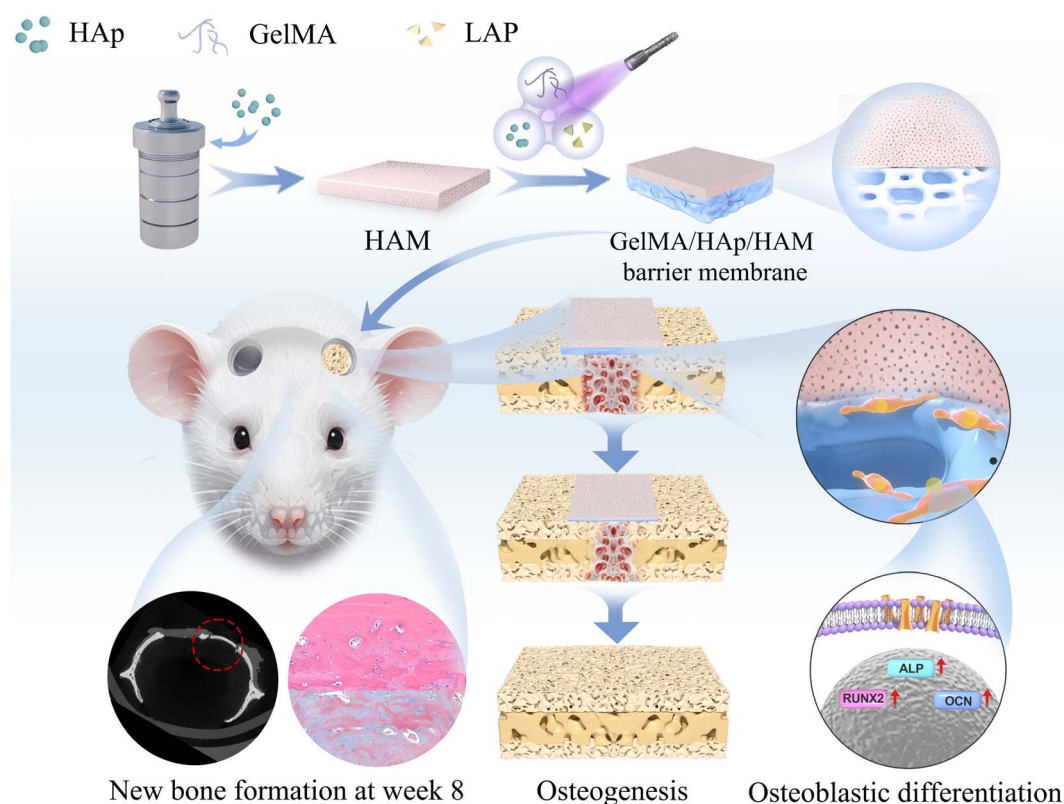 HAp
GelMA
LAP
HAM
GelMA/HAp/HAM
barrier membrane
ALP
RUNX2
OCN
New bone formation at week 8
Osteogenesis
Osteoblastic differentiation